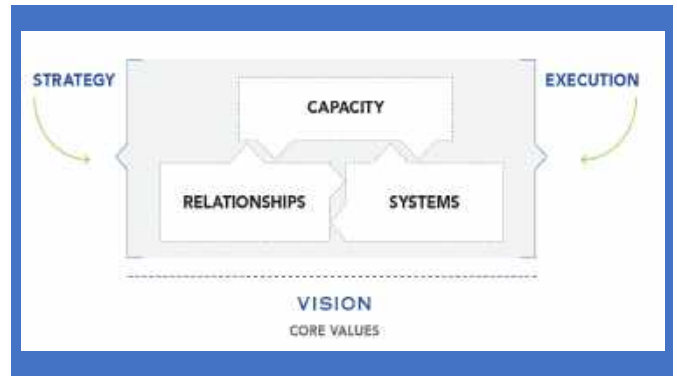 STRATEGY
EXECUTION
CAPACITY
RELATIONSHIPS
SYSTEMS
VISION
CORE VALUES